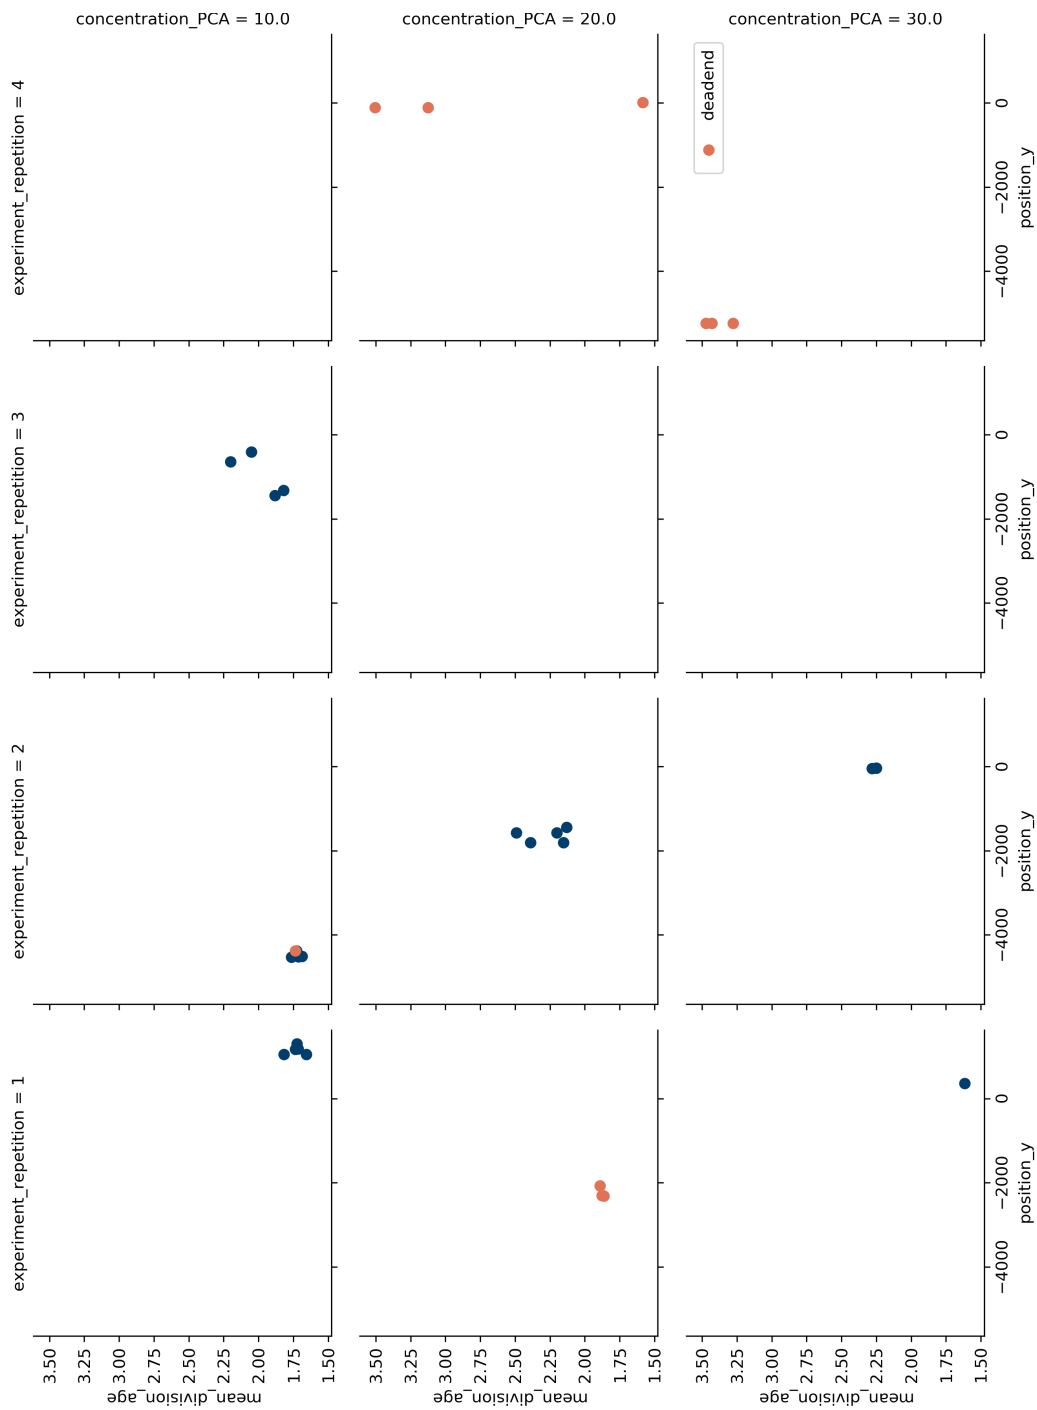 concentration_PCA = 10.0
concentration_PCA = 20.0
concentration_PCA = 30.0
experiment_repetition = 4
deadend
0
−2000
−4000
position_y
experiment_repetition = 3
0
−2000
−4000
position_y
experiment_repetition = 2
0
−2000
−4000
position_y
experiment_repetition = 1
0
−2000
−4000
position_y
3.50
3.25
3.00
2.75
2.50
2.25
2.00
1.75
1.50
mean_division_age
3.50
3.25
3.00
2.75
2.50
2.25
2.00
1.75
1.50
mean_division_age
3.50
3.25
3.00
2.75
2.50
2.25
2.00
1.75
1.50
mean_division_age